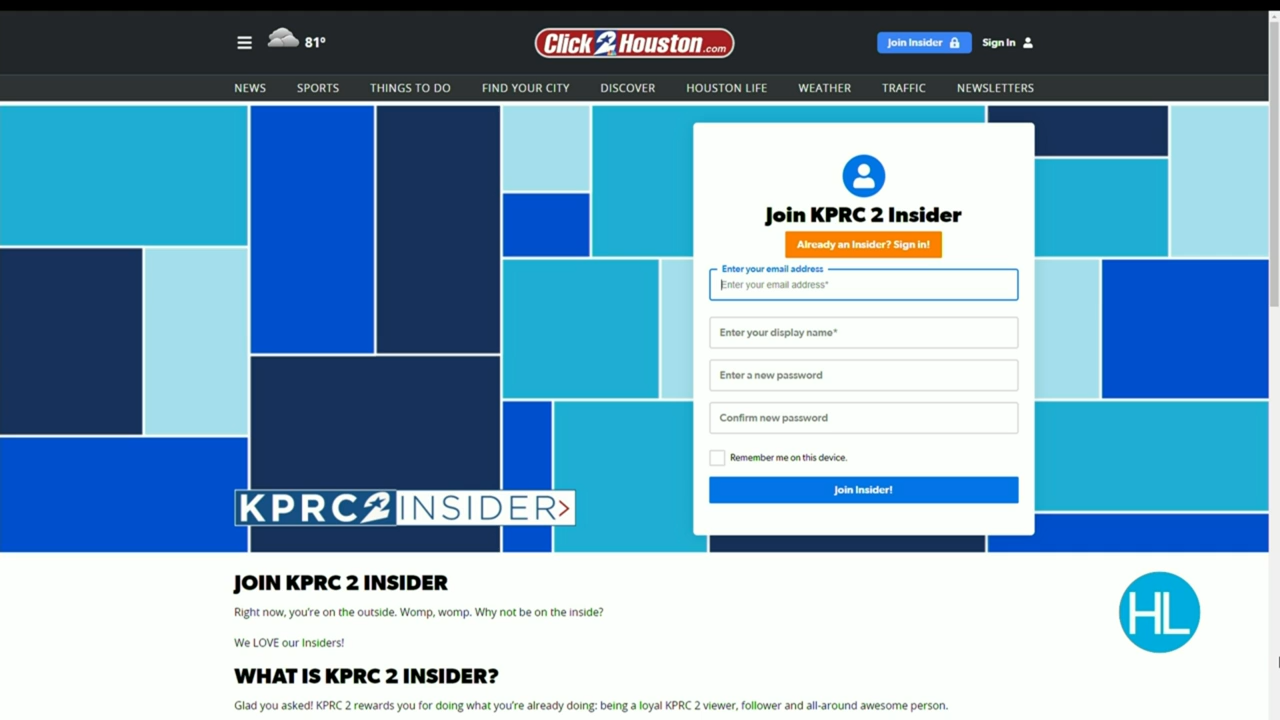 81°
Click2Houston.com
Join Insider
Sign In
NEWS SPORTS THINGS TO DO FIND YOUR CITY DISCOVER HOUSTON LIFE WEATHER TRAFFIC NEWSLETTERS
Join KPRC 2 Insider
Already an Insider? Sign in!
Enter your email address
Enter your email address*
Enter your display name*
Enter a new password
Confirm new password
Remember me on this device.
Join Insider!
KPRC2INSIDER>
JOIN KPRC 2 INSIDER
Right now, you're on the outside. Womp, womp. Why not be on the inside?
We LOVE our Insiders!
HL
WHAT IS KPRC 2 INSIDER?
Glad you asked! KPRC 2 rewards you for doing what you're already doing: being a loyal KPRC 2 viewer, follower and all-around awesome person.